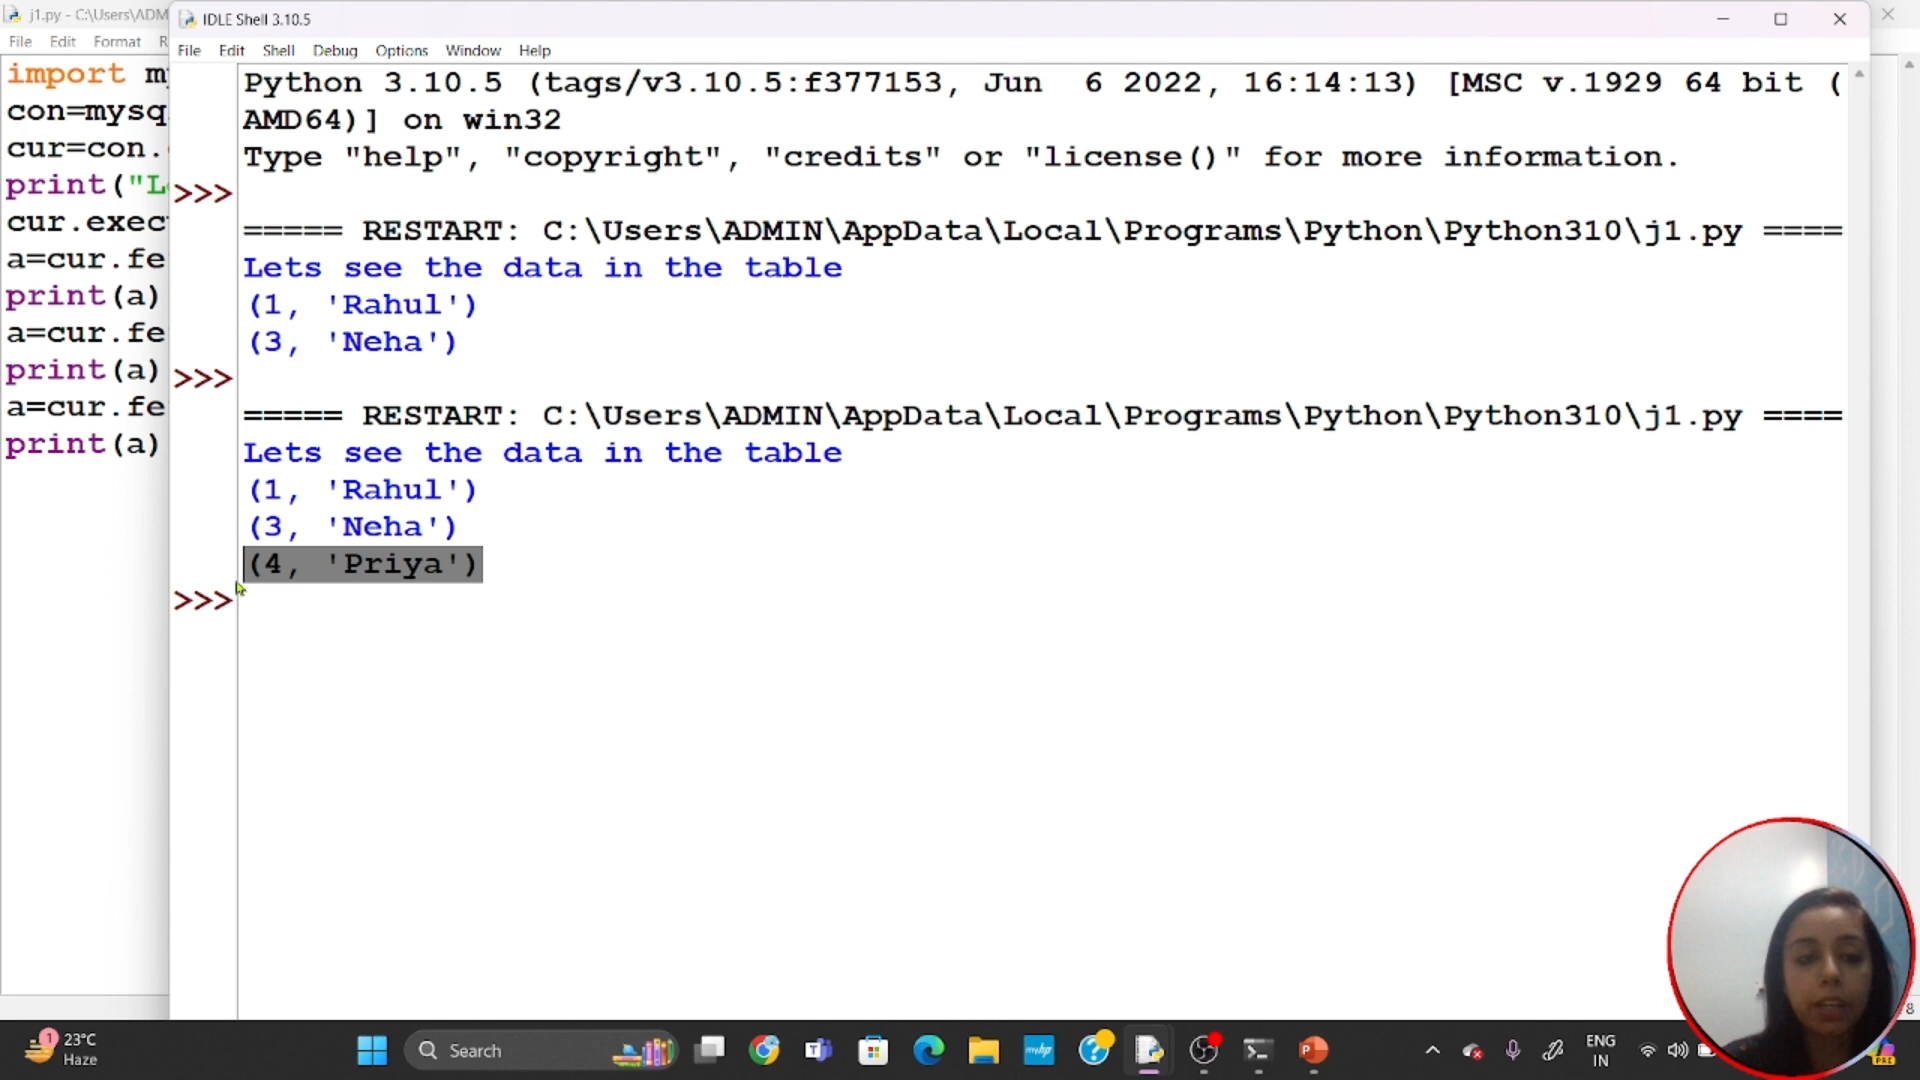 j1.py - C:\Users\ADM
File Edit Format
import
con=mysq
cur=con.
print("L
cur.exec
a=cur.fe
print(a)
a=cur.fe
print(a)
a=cur.fe
print(a)
IDLE Shell 3.10.5
File Edit Shell Debug Options Window Help
Python 3.10.5 (tags/v3.10.5:f377153, Jun  6 2022, 16:14:13) [MSC v.1929 64 bit (
AMD64)] on win32
Type "help", "copyright", "credits" or "license()" for more information.
>>>
===== RESTART: C:\Users\ADMIN\AppData\Local\Programs\Python\Python310\j1.py ====
Lets see the data in the table
(1, 'Rahul')
(3, 'Neha')
>>>
===== RESTART: C:\Users\ADMIN\AppData\Local\Programs\Python\Python310\j1.py ====
Lets see the data in the table
(1, 'Rahul')
(3, 'Neha')
(4, 'Priya')
>>>
8
1
23°C
Haze
Search
myhp
ENG
IN
PRE